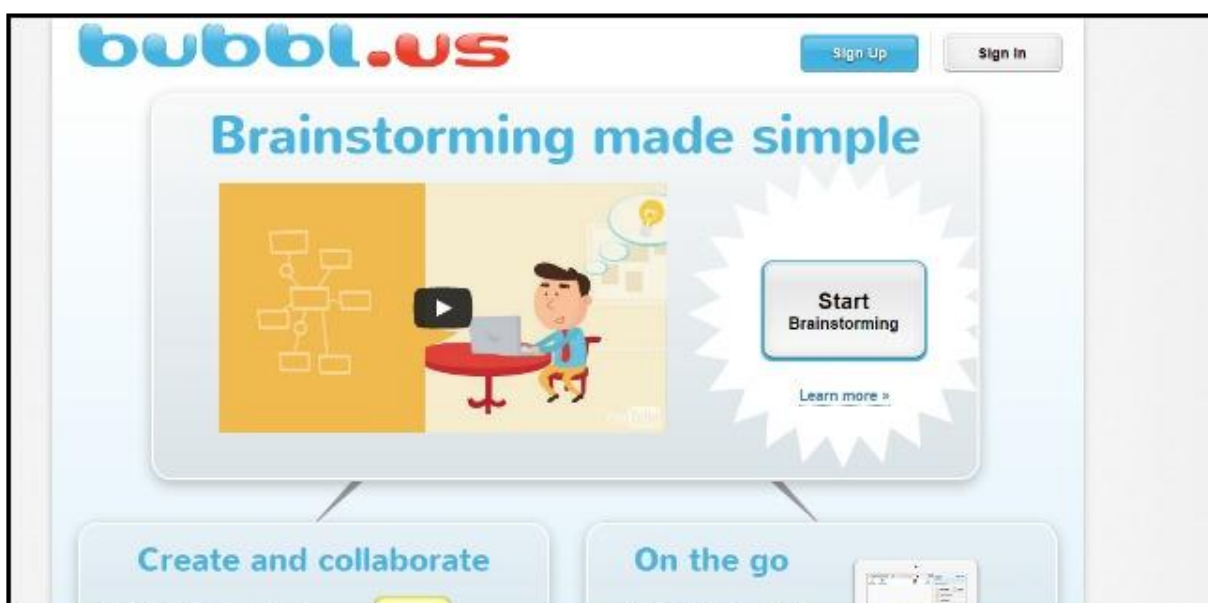 bubbl.us
Sign Up
Sign In
Brainstorming made simple
Start
Brainstorming
Learn more »
YouTube
Create and collaborate
On the go